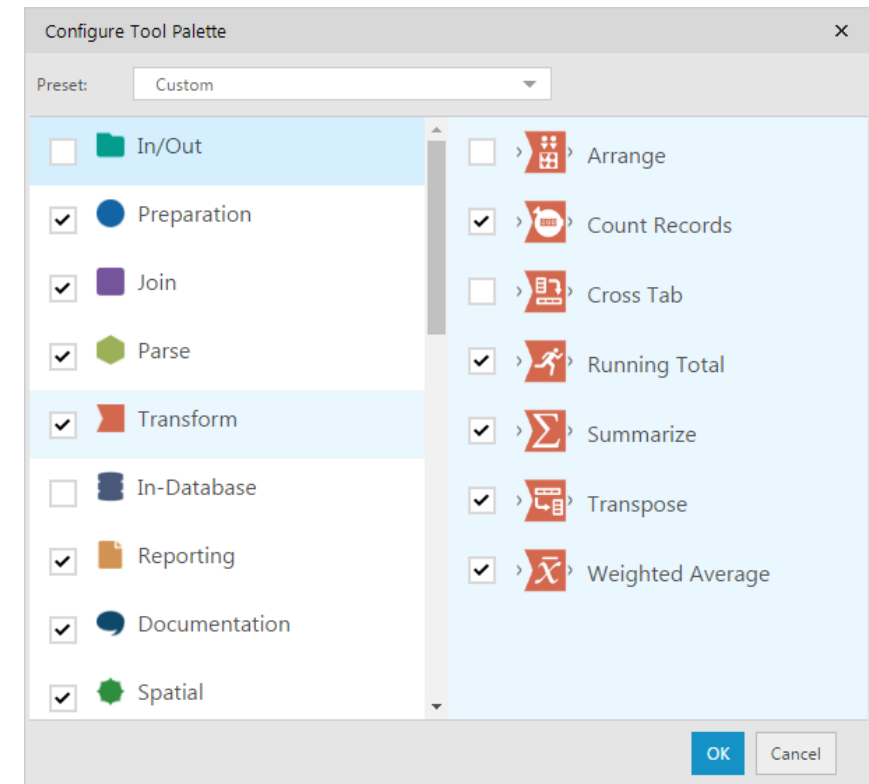 Configure Tool Palette
Preset:
Custom
In/Out
Preparation
Join
Parse
Transform
In-Database
Reporting
Documentation
Spatial
Arrange
Count Records
Cross Tab
Running Total
Summarize
Transpose
Weighted Average
OK
Cancel